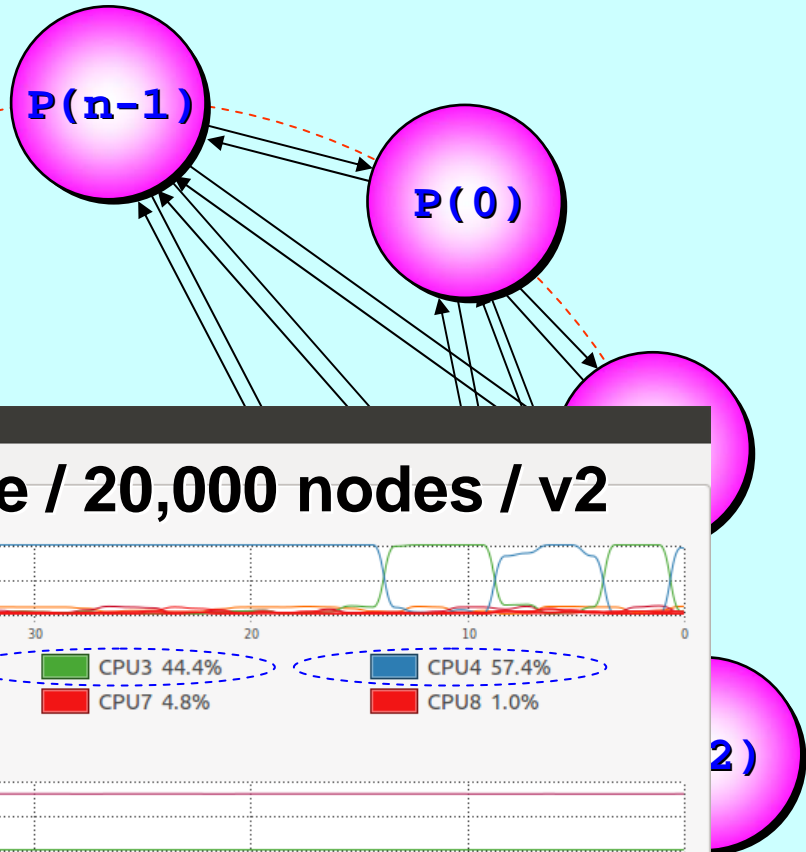 P(n-1)
P(0)
/ 20,000 nodes / v2
30 20 10 0
CPU3 44.4% CPU4 57.4%
CPU7 4.8% CPU8 1.0%
2)